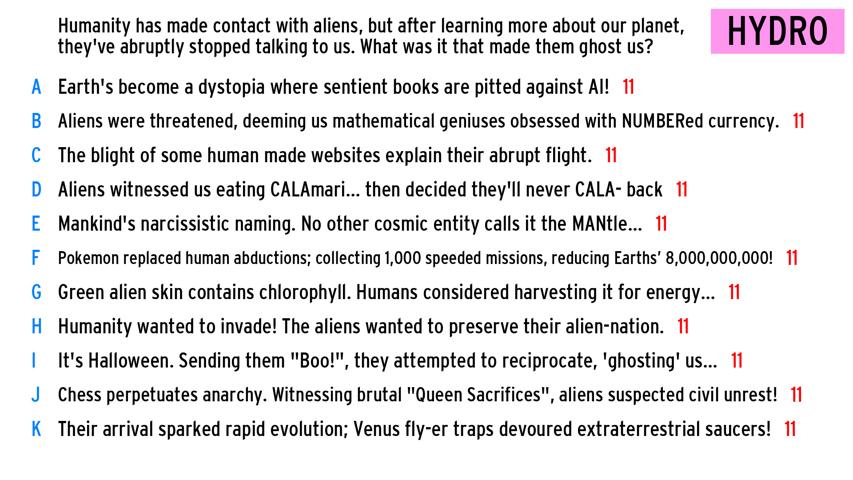 Humanity has made contact with aliens, but after learning more about our planet,
they've abruptly stopped talking to us. What was it that made them ghost us?
HYDRO
A Earth's become a dystopia where sentient books are pitted against AI! 11
B Aliens were threatened, deeming us mathematical geniuses obsessed with NUMBERed currency. 11
C The blight of some human made websites explain their abrupt flight. 11
D Aliens witnessed us eating CALAmari... then decided they'll never CALA- back 11
E Mankind's narcissistic naming. No other cosmic entity calls it the MANtle... 11
F Pokemon replaced human abductions; collecting 1,000 speeded missions, reducing Earths' 8,000,000,000! 11
G Green alien skin contains chlorophyll. Humans considered harvesting it for energy... 11
H Humanity wanted to invade! The aliens wanted to preserve their alien-nation. 11
I It's Halloween. Sending them "Boo!", they attempted to reciprocate, 'ghosting' us... 11
J Chess perpetuates anarchy. Witnessing brutal "Queen Sacrifices", aliens suspected civil unrest! 11
K Their arrival sparked rapid evolution; Venus fly-er traps devoured extraterrestrial saucers! 11